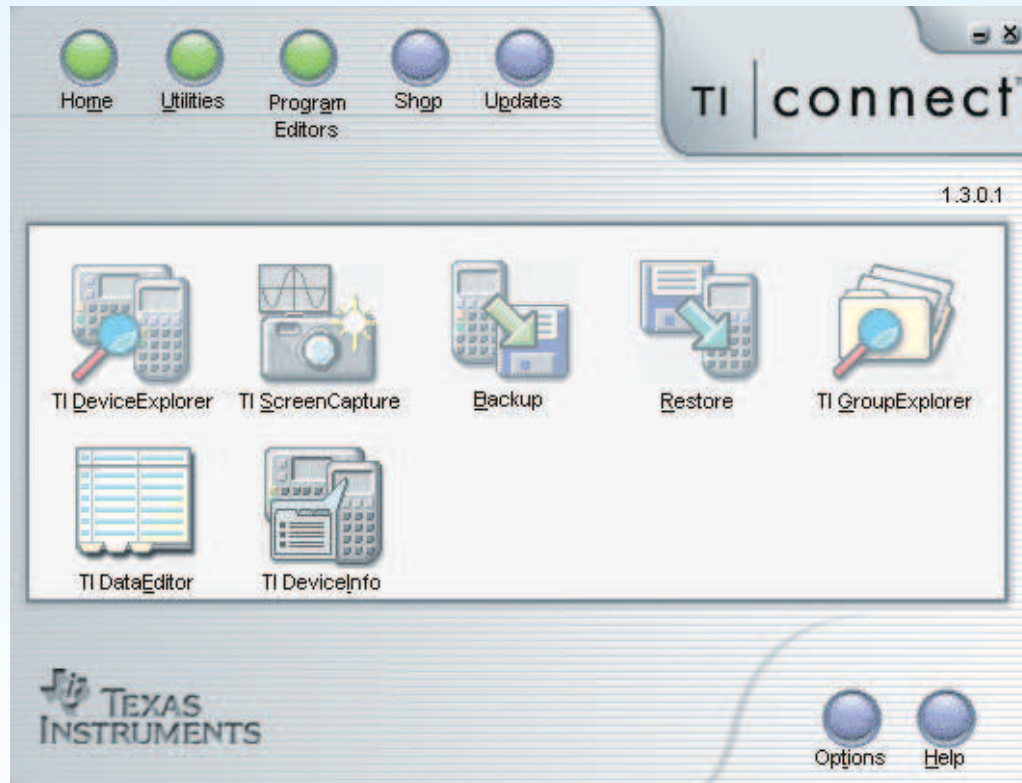 Home Utilities Program Editors Shop Updates
TI | connect™
1.3.0.1
TI DeviceExplorer TI ScreenCapture Backup Restore TI GroupExplorer
TI DataEditor TI DeviceInfo
TEXAS
INSTRUMENTS
Options Help